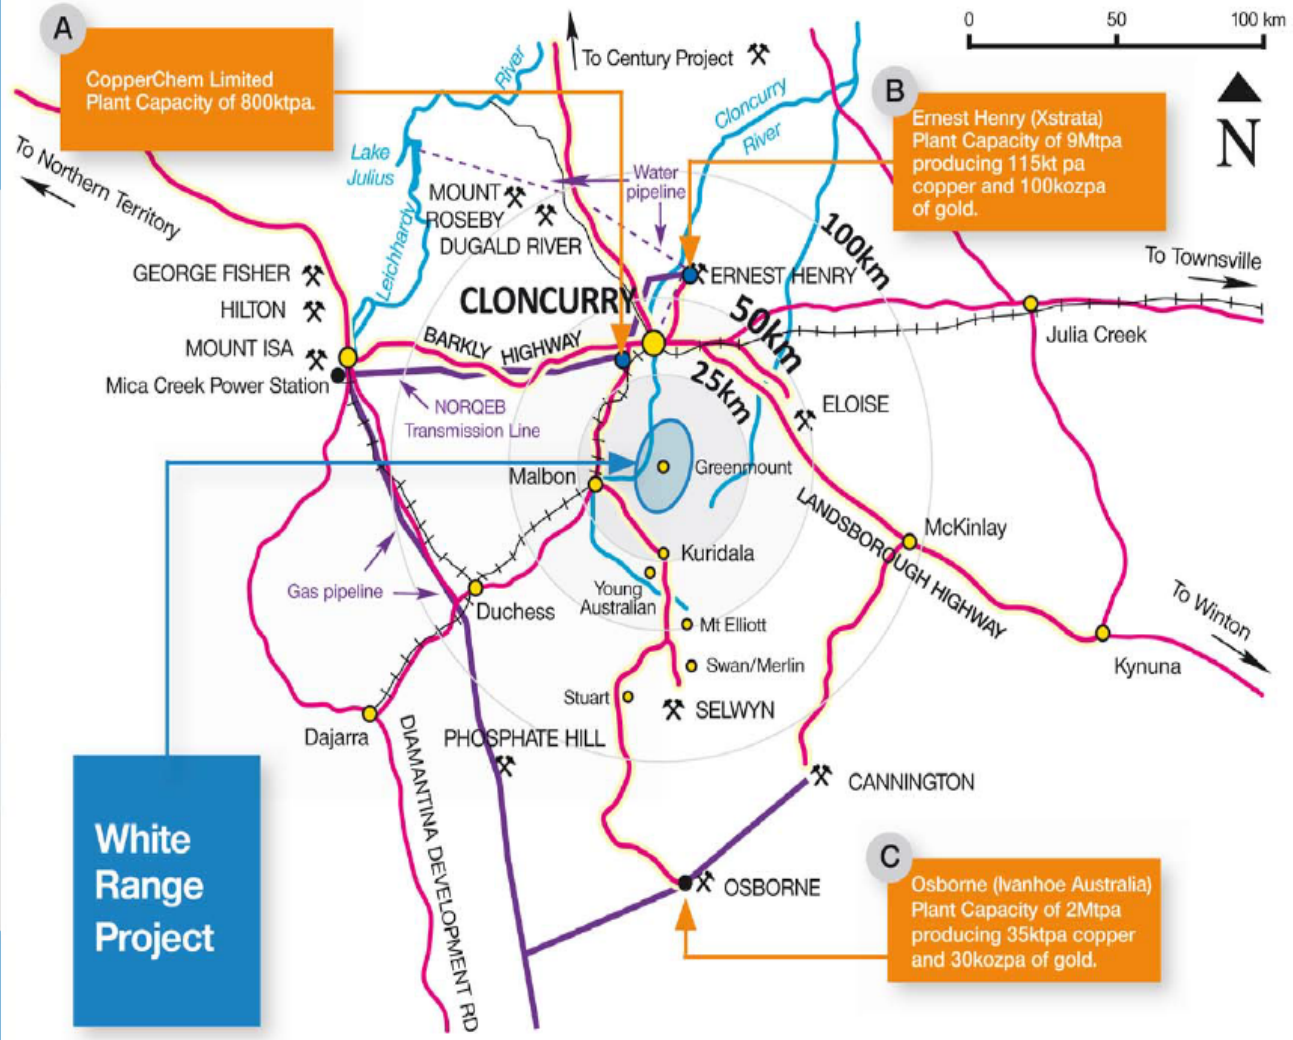 A
CopperChem Limited
Plant Capacity of 800ktpa.
To Century Project
0 50 100 km
N
B
Ernest Henry (Xstrata)
Plant Capacity of 9Mtpa
producing 115kt pa
copper and 100kozpa
of gold.
River
Cloncurry
River
Lake
Julius
Leichhardt
Water
pipeline
To Northern Territory
MOUNT
ROSEBY
DUGALD RIVER
GEORGE FISHER
HILTON
MOUNT ISA
Mica Creek Power Station
CLONCURRY
ERNEST HENRY
100km
50km
25km
To Townsville
Julia Creek
BARKLY HIGHWAY
NORQEB
Transmission Line
ELOISE
Malbon
Greenmount
LANDSBOROUGH HIGHWAY
McKinlay
Kuridala
Young
Australian
Gas pipeline
Duchess
Mt Elliott
Swan/Merlin
Stuart
SELWYN
To Winton
Kynuna
Dajarra
PHOSPHATE HILL
DIAMANTINA DEVELOPMENT RD
CANNINGTON
OSBORNE
White
Range
Project
C
Osborne (Ivanhoe Australia)
Plant Capacity of 2Mtpa
producing 35ktpa copper
and 30kozpa of gold.